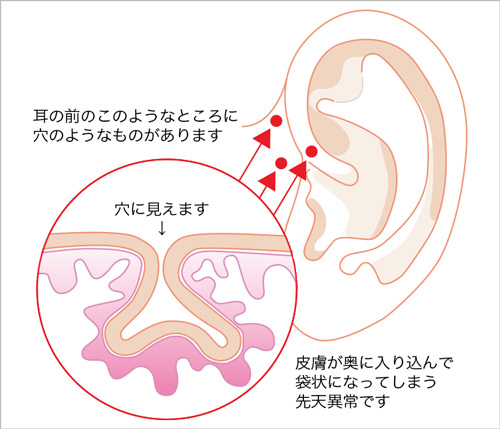 耳の前のこのようなところに
穴のようなものがあります
穴に見えます
↓
皮膚が奥に入り込んで
袋状になってしまう
先天異常です